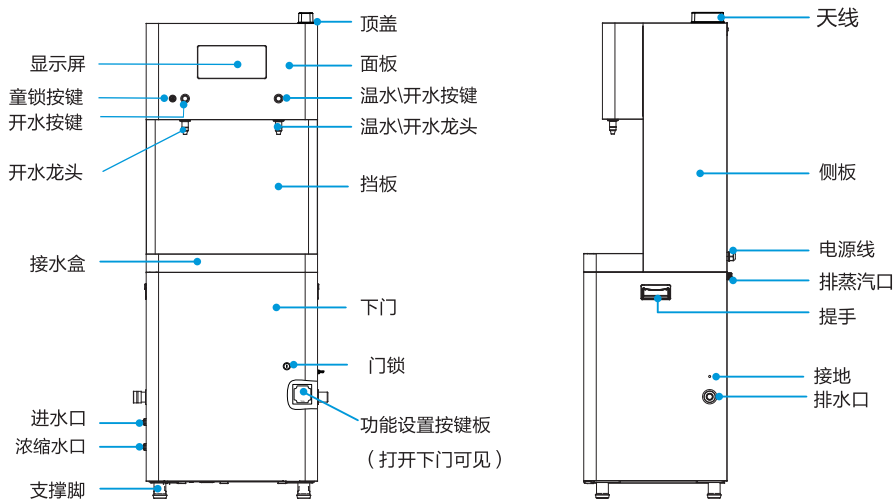 顶盖
显示屏
面板
童锁按键
温水\开水按键
开水按键
温水\开水龙头
开水龙头
挡板
接水盒
下门
门锁
进水口
功能设置按键板
浓缩水口
（打开下门可见）
支撑脚
天线
侧板
电源线
排蒸汽口
提手
接地
排水口